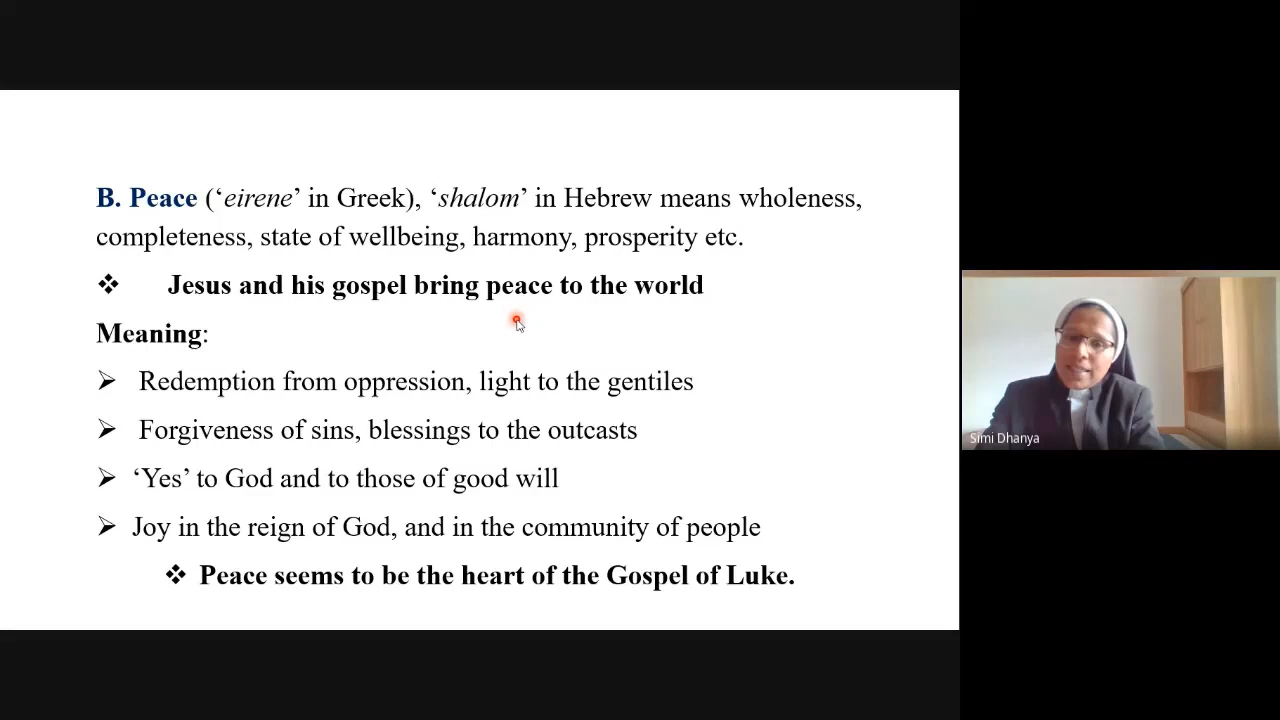 B. Peace (‘eirene’ in Greek), ‘shalom’ in Hebrew means wholeness,
completeness, state of wellbeing, harmony, prosperity etc.
❖ Jesus and his gospel bring peace to the world
Meaning:
➢ Redemption from oppression, light to the gentiles
➢ Forgiveness of sins, blessings to the outcasts
➢ ‘Yes’ to God and to those of good will
➢ Joy in the reign of God, and in the community of people
❖ Peace seems to be the heart of the Gospel of Luke.
Simi Dhanya